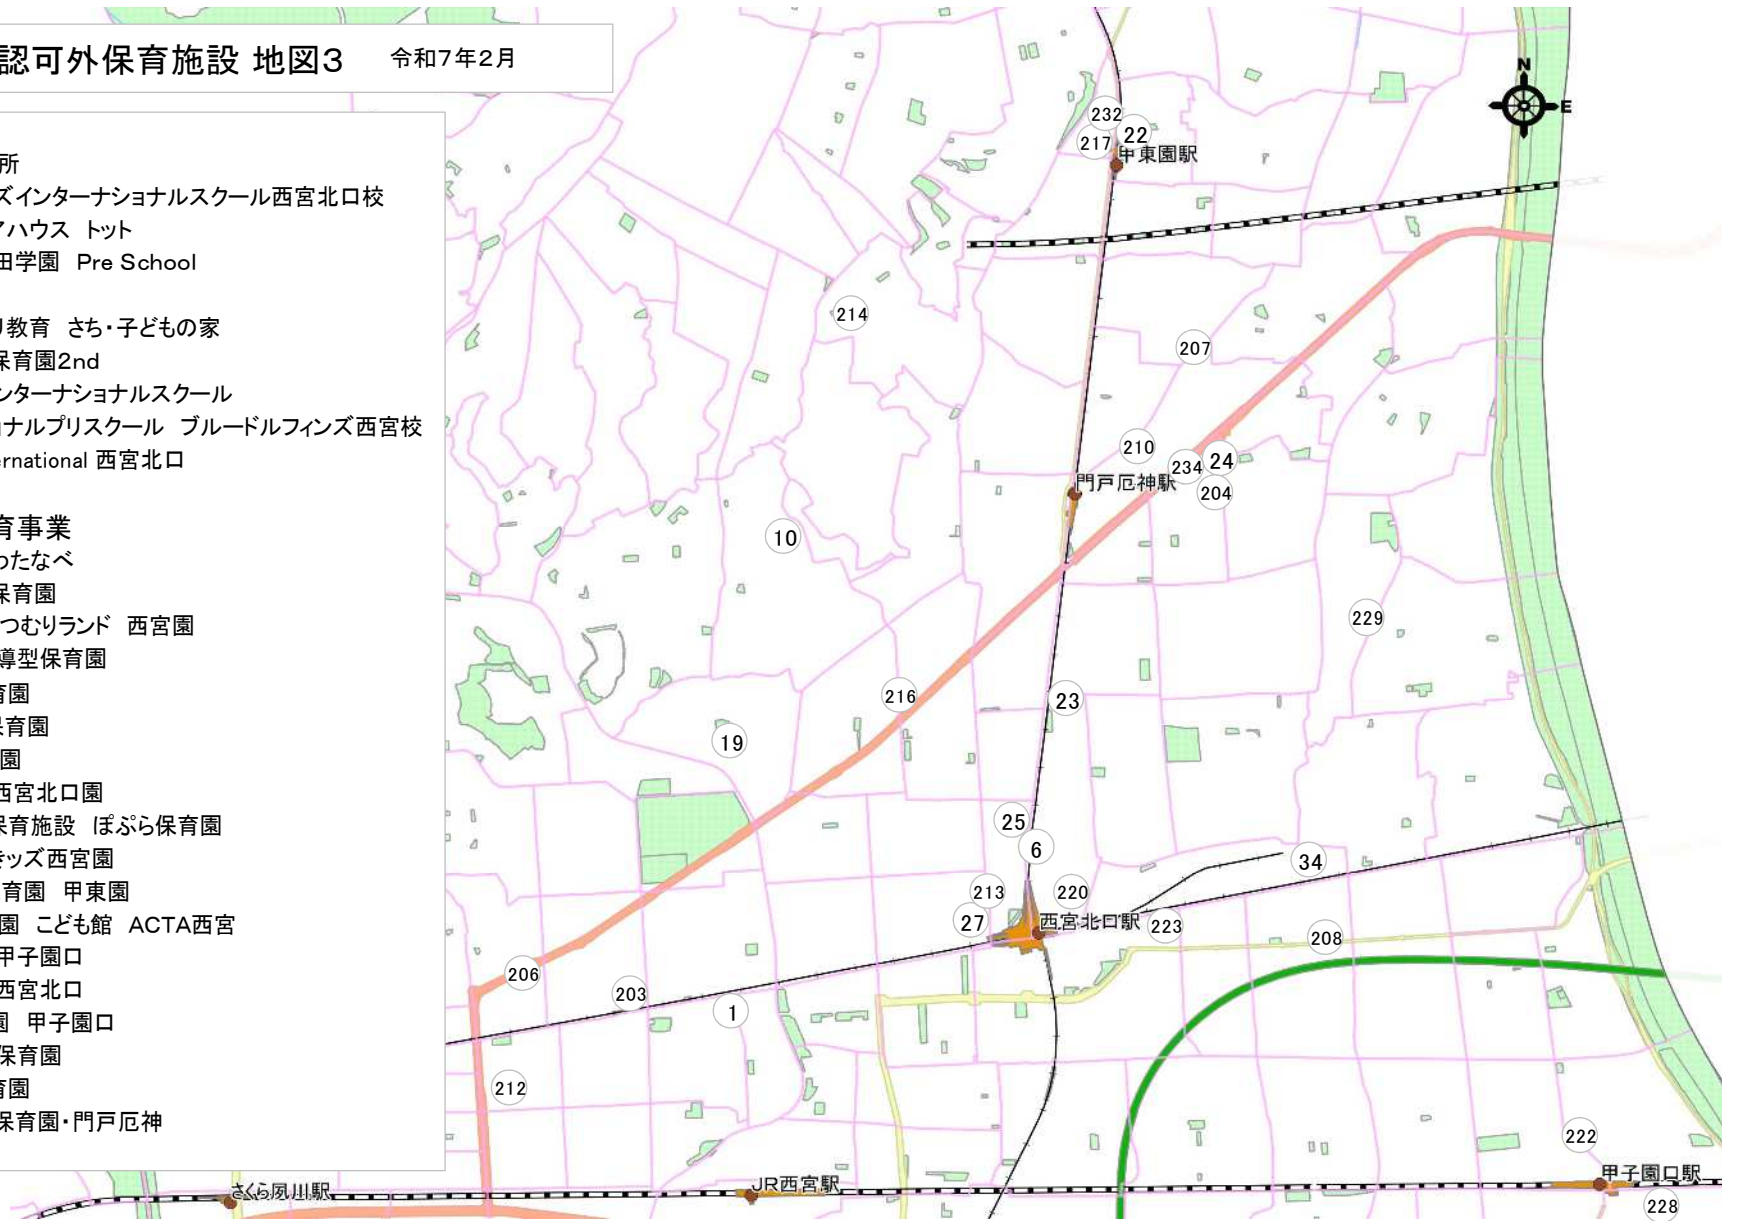 認可外保育施設 地図3 令和7年2月
所
ズインターナショナルスクール西宮北口校
アハウス トット
田学園 Pre School
リ教育 さち・子どもの家
保育園2nd
ンターナショナルスクール
ョナルプリスクール ブルードルフィンズ西宮校
ernational 西宮北口
育事業
わたなべ
保育園
つむりランド 西宮園
導型保育園
育園
保育園
園
西宮北口園
保育施設 ぽぷら保育園
キッズ西宮園
育園 甲東園
園 こども館 ACTA西宮
甲子園口
西宮北口
園 甲子園口
保育園
育園
保育園・門戸厄神
N
E
232
22
217
甲東園駅
214
207
210
234
24
門戸厄神駅
204
10
229
216
23
19
25
6
34
213
220
27
西宮北口駅
223
208
206
203
1
212
222
さくら夙川駅
JR西宮駅
甲子園口駅
228